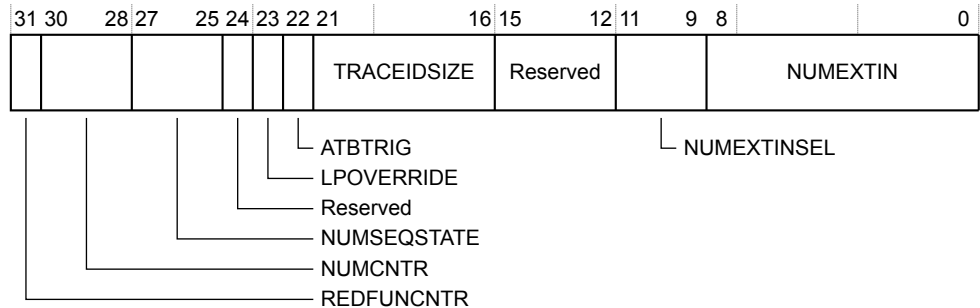 31 30 28 27 25 24 23 22 21 16 15 12 11 9 8 0
TRACEIDSIZE Reserved NUMEXTIN
ATBTRIG NUMEXTINSEL
LPOVERRIDE
Reserved
NUMSEQSTATE
NUMCNTR
REDFUNCNTR